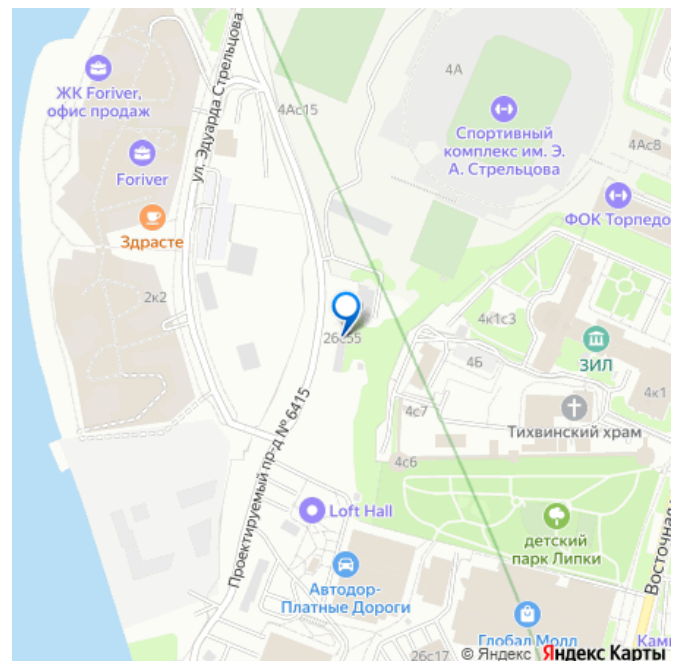 ЖК Foriver,
офис продаж
Foriver
Здрасте
2к2
ул. Эдуарда Стрельцова
4Ас15
4А
Спортивный
комплекс им. Э.
А. Стрельцова
4Ас8
ФОК Торпедо
26с55
4к1с3
4Б
ЗИЛ
4к1
4с7
Тихвинский храм
4с6
Проектируемый пр-д № 6415
Loft Hall
детский
парк Липки
Восточная
Автодор-
Платные Дороги
Глобал Молл
26с17
© Яндекс Яндекс Карты